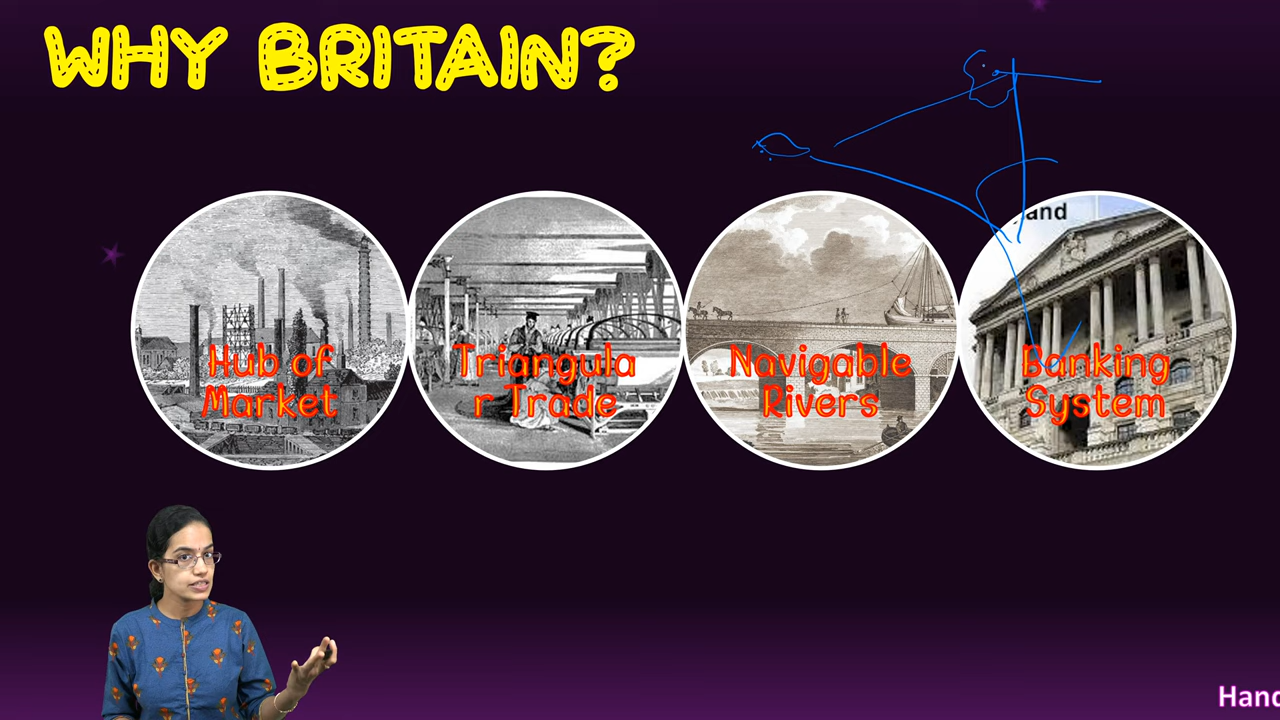 WHY BRITAIN?
and
Hub of
Market
Triangula
r Trade
Navigable
Rivers
Banking
System
Hand